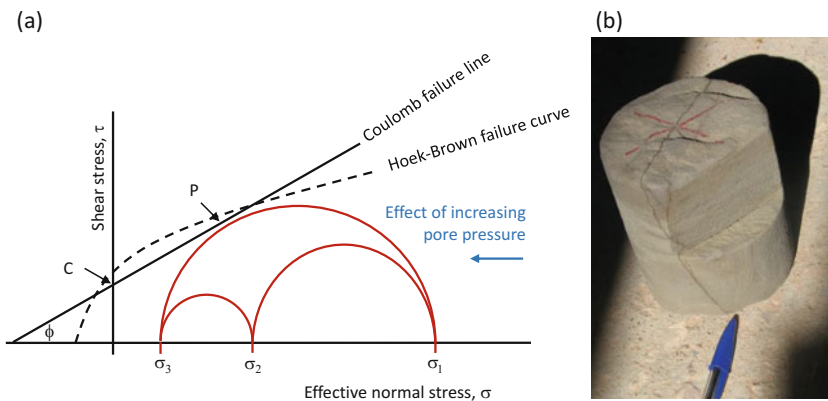 (a)
(b)
Coulomb failure line
Hoek-Brown failure curve
Shear stress, τ
P
Effect of increasing
pore pressure
C
ϕ
σ3
σ2
σ1
Effective normal stress, σ